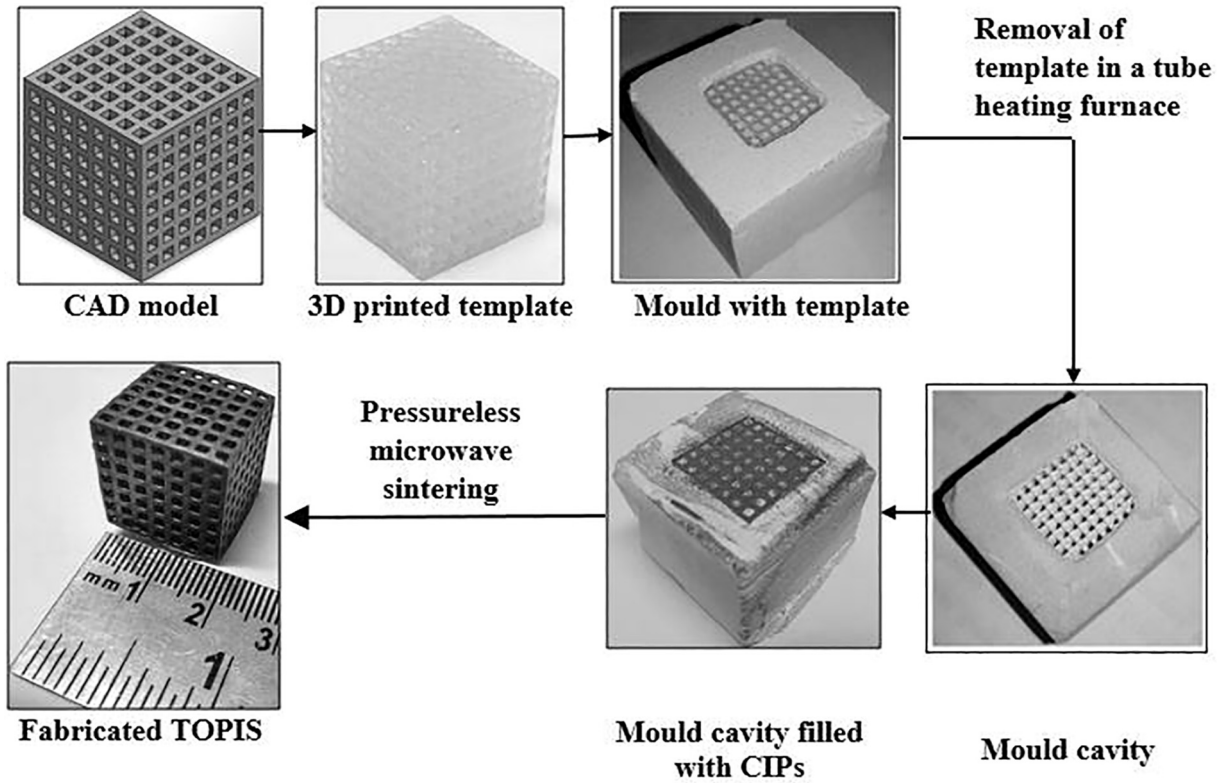 Removal of
template in a tube
heating furnace
CAD model
3D printed template
Mould with template
Pressureless
microwave
sintering
mm 1 2 3
1
Fabricated TOPIS
Mould cavity filled
with CIPs
Mould cavity